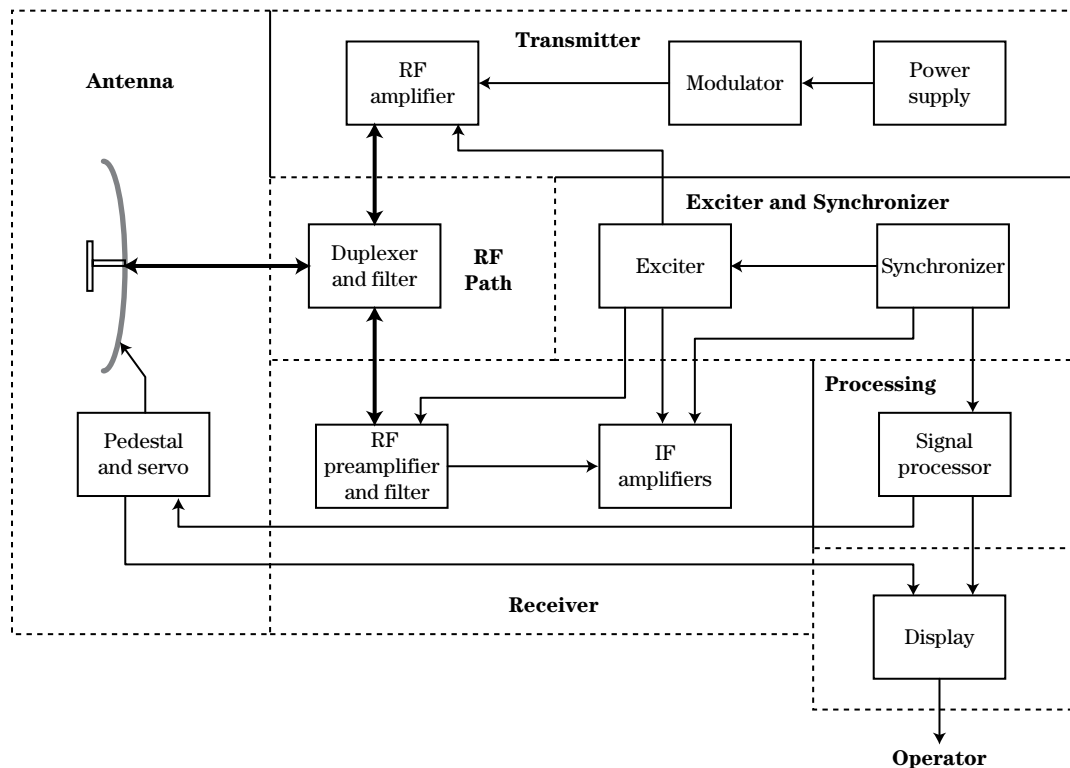 Transmitter
Antenna
RF
amplifier
Modulator
Power
supply
Exciter and Synchronizer
Duplexer
and filter
RF
Path
Exciter
Synchronizer
Processing
Pedestal
and servo
RF
preamplifier
and filter
IF
amplifiers
Signal
processor
Receiver
Display
Operator